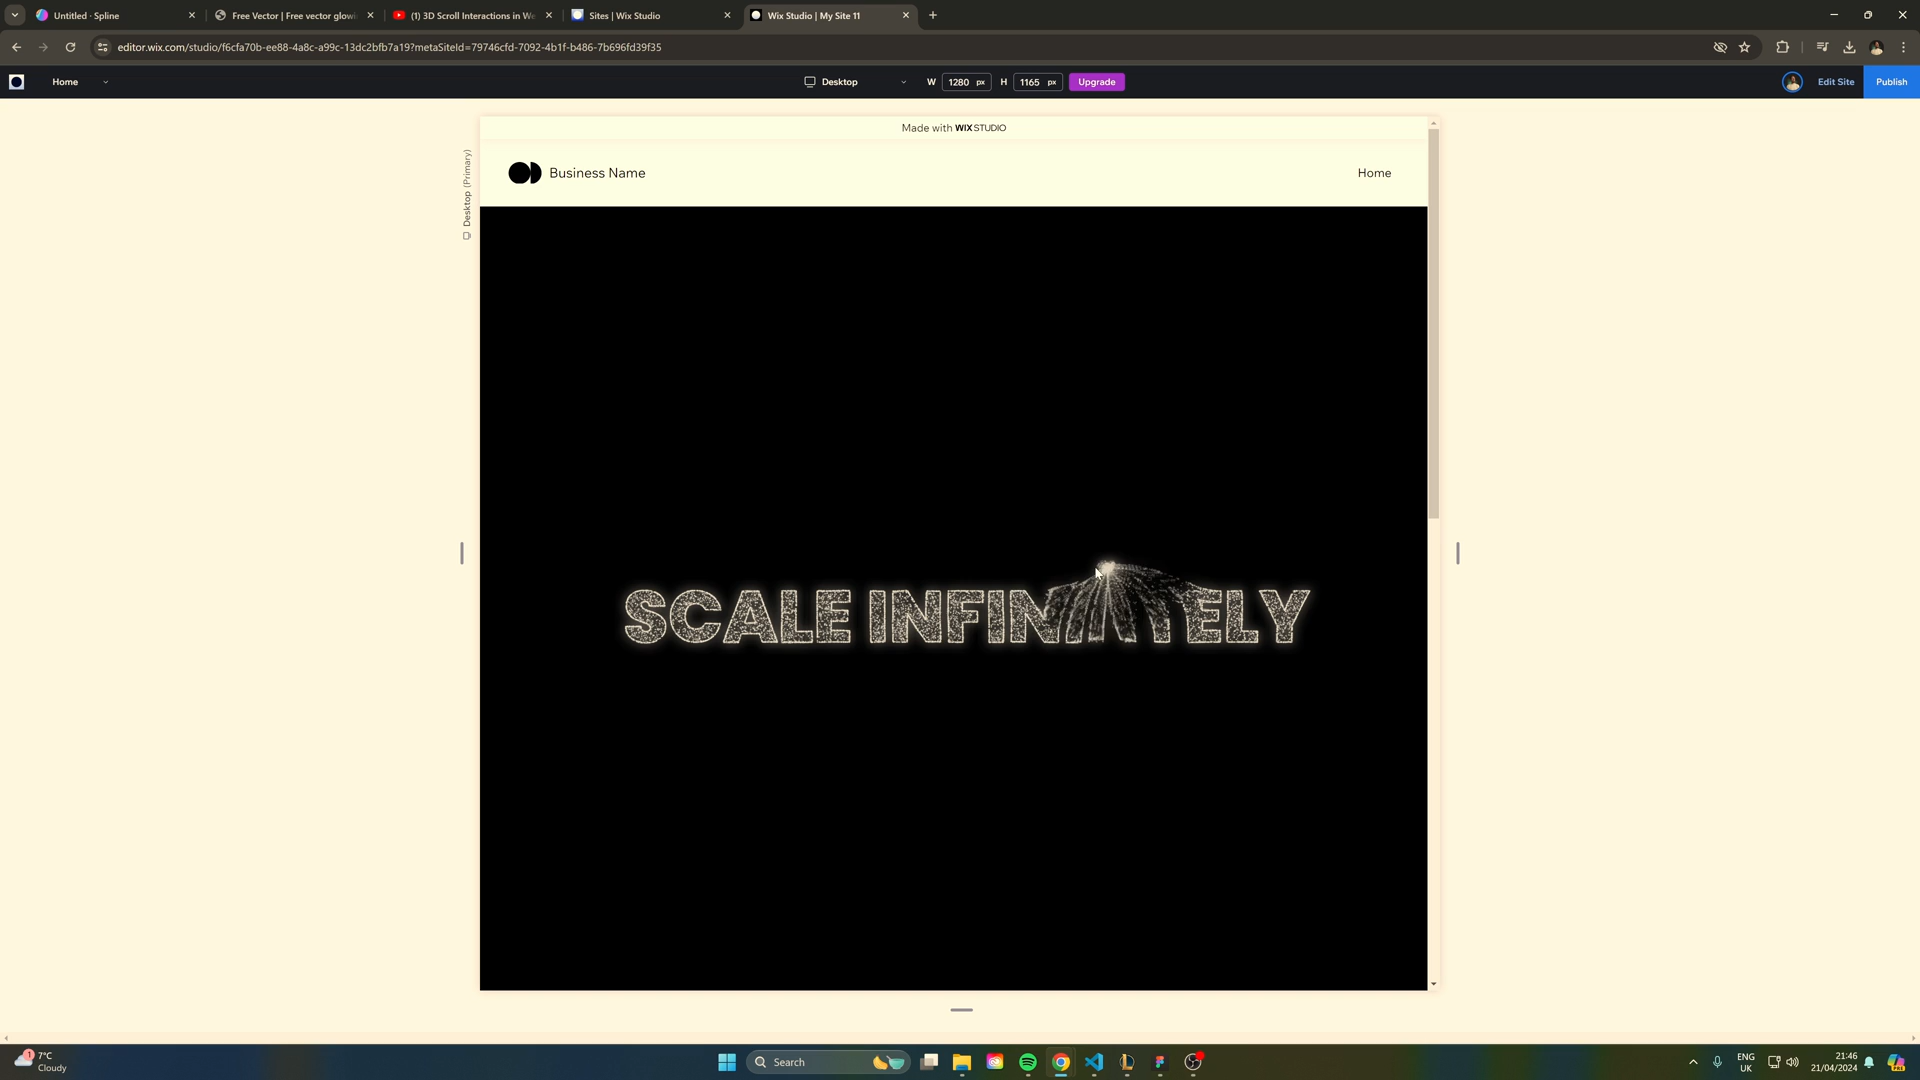 Untitled - Spline
Free Vector | Free vector glowi
(1) 3D Scroll Interactions in We
Sites | Wix Studio
Wix Studio | My Site 11
editor.wix.com/studio/f6cfa70b-ee88-4a8c-a99c-13dc2bfb7a19?metaSiteId=79746cfd-7092-4b1f-b486-7b696fd39f35
Home
Desktop
W 1280 px
H 1165 px
Upgrade
Edit Site
Publish
Made with WIX STUDIO
Desktop (Primary)
Business Name
Home
SCALE INFINITELY
1
7°C
Cloudy
Search
ENG
UK
21:46
21/04/2024